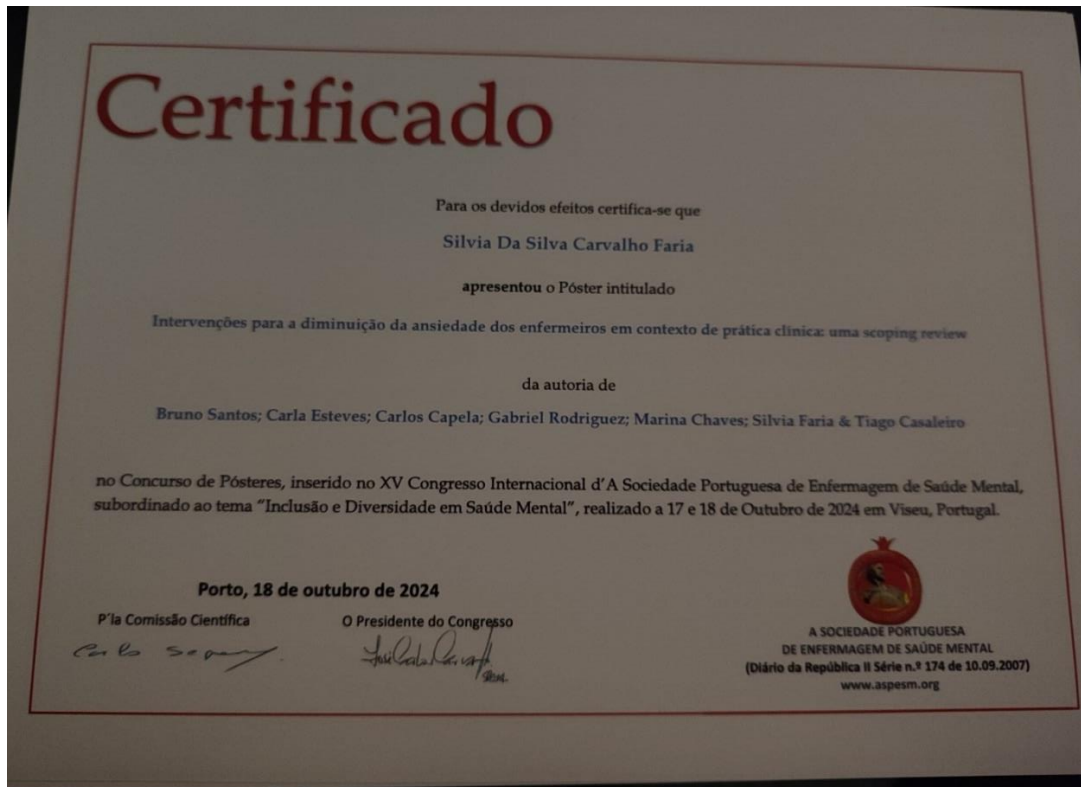 Certificado
Para os devidos efeitos certifica-se que
Silvia Da Silva Carvalho Faria
apresentou o Póster intitulado
Intervenções para a diminuição da ansiedade dos enfermeiros em contexto de prática clínica: uma scoping review
da autoria de
Bruno Santos; Carla Esteves; Carlos Capela; Gabriel Rodriguez; Marina Chaves; Silvia Faria & Tiago Casaleiro
no Concurso de Pósteres, inserido no XV Congresso Internacional d'A Sociedade Portuguesa de Enfermagem de Saúde Mental,
subordinado ao tema “Inclusão e Diversidade em Saúde Mental”, realizado a 17 e 18 de Outubro de 2024 em Viseu, Portugal.
Porto, 18 de outubro de 2024
P´la Comissão Científica
O Presidente do Congresso
A SOCIEDADE PORTUGUESA
DE ENFERMAGEM DE SAÚDE MENTAL
(Diário da República II Série n.º 174 de 10.09.2007)
www.aspesm.org